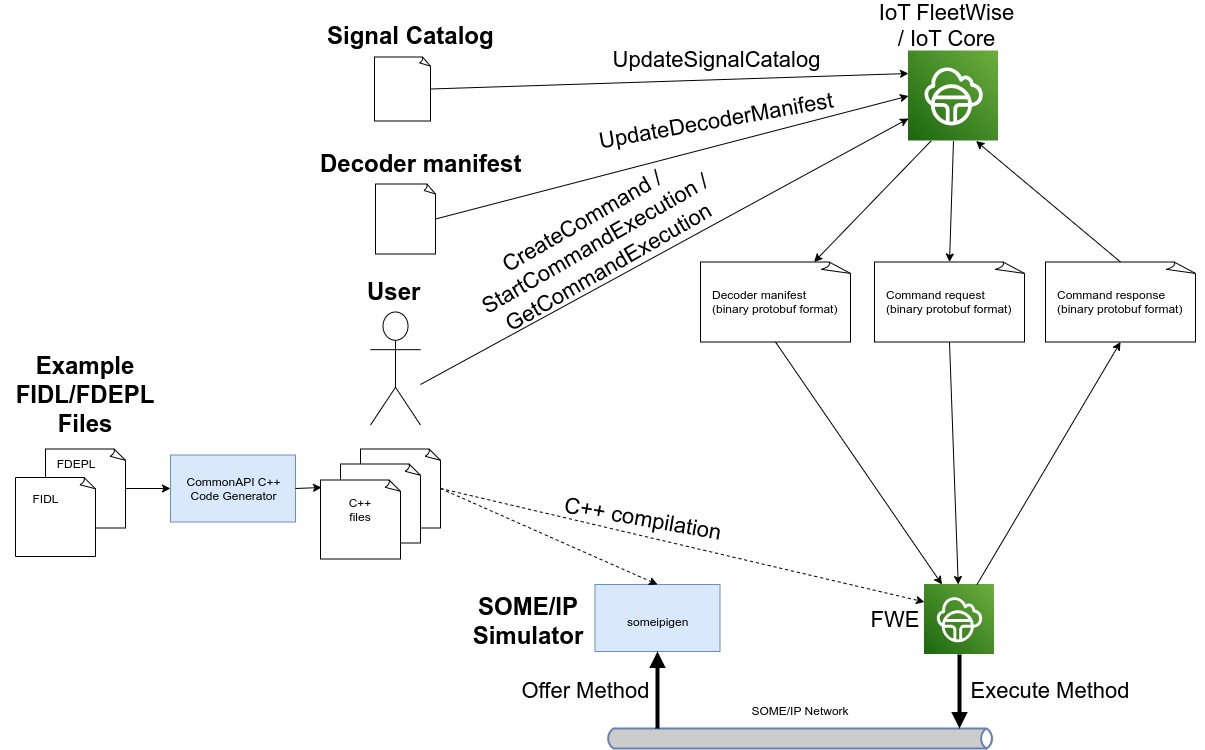 IoT FleetWise
/ IoT Core
Signal Catalog
UpdateSignalCatalog
UpdateDecoderManifest
Decoder manifest
CreateCommand /
StartCommandExecution /
GetCommandExecution
User
Decoder manifest
(binary protobuf format)
Command request
(binary protobuf format)
Command response
(binary protobuf format)
Example
FIDL/FDEPL
Files
FDEPL
FIDL
CommonAPI C++
Code Generator
C++
files
C++ compilation
SOME/IP
Simulator
someipigen
FWE
Offer Method
Execute Method
SOME/IP Network